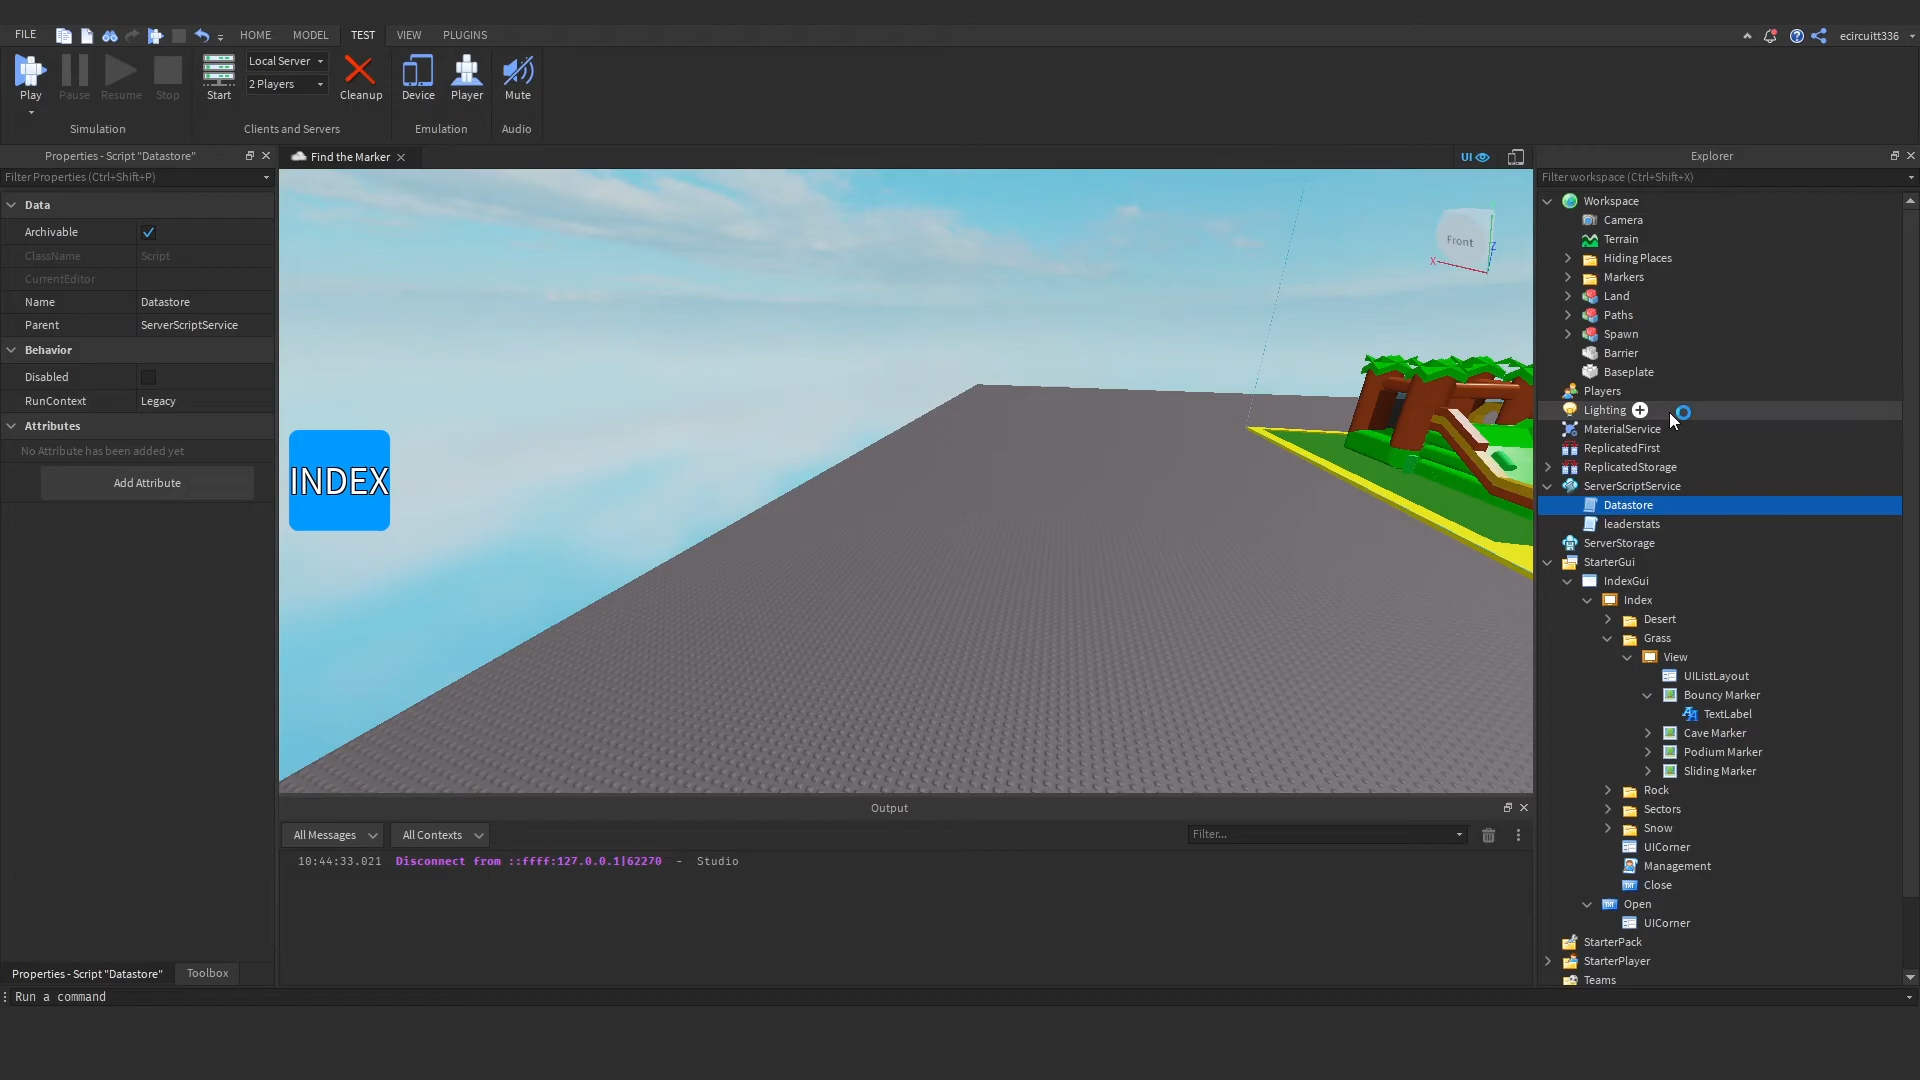 FILE HOME MODEL TEST VIEW PLUGINS ecircuitt336
Play Pause Resume Stop Start Local Server 2 Players Cleanup Device Player Mute
Simulation Clients and Servers Emulation Audio
Properties - Script "Datastore"
Filter Properties (Ctrl+Shift+P)
Data
Archivable
ClassName Script
CurrentEditor
Name Datastore
Parent ServerScriptService
Behavior
Disabled
RunContext Legacy
Attributes
No Attribute has been added yet
Add Attribute
Properties - Script "Datastore" Toolbox
Find the Marker
UI
Front
X
Z
INDEX
Output
All Messages All Contexts Filter...
10:44:33.021 Disconnect from ::ffff:127.0.0.1|62270 - Studio
Explorer
Filter workspace (Ctrl+Shift+X)
Workspace
Camera
Terrain
Hiding Places
Markers
Land
Paths
Spawn
Barrier
Baseplate
Players
Lighting
MaterialService
ReplicatedFirst
ReplicatedStorage
ServerScriptService
Datastore
leaderstats
ServerStorage
StarterGui
IndexGui
Index
Desert
Grass
View
UIListLayout
Bouncy Marker
TextLabel
Cave Marker
Podium Marker
Sliding Marker
Rock
Sectors
Snow
UICorner
Management
Close
Open
UICorner
StarterPack
StarterPlayer
Teams
Run a command